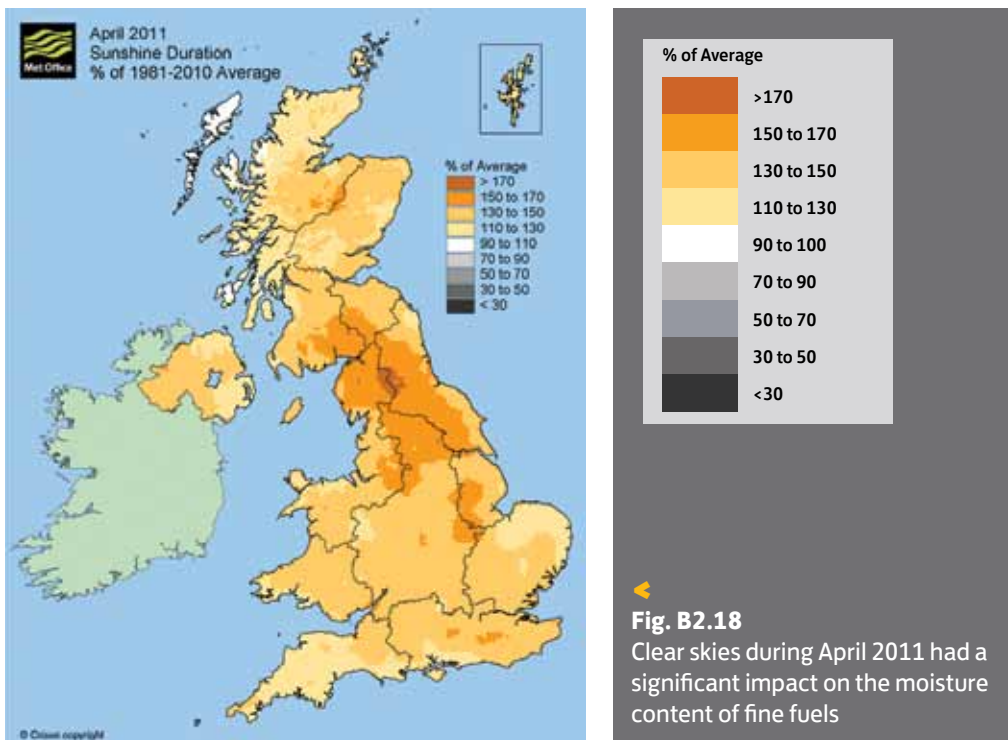 Met Office
April 2011
Sunshine Duration
% of 1981-2010 Average
% of Average
> 170
150 to 170
130 to 150
110 to 130
90 to 110
70 to 90
50 to 70
30 to 50
< 30
© Crown copyright
% of Average
>170
150 to 170
130 to 150
110 to 130
90 to 100
70 to 90
50 to 70
30 to 50
<30
Fig. B2.18
Clear skies during April 2011 had a
significant impact on the moisture
content of fine fuels